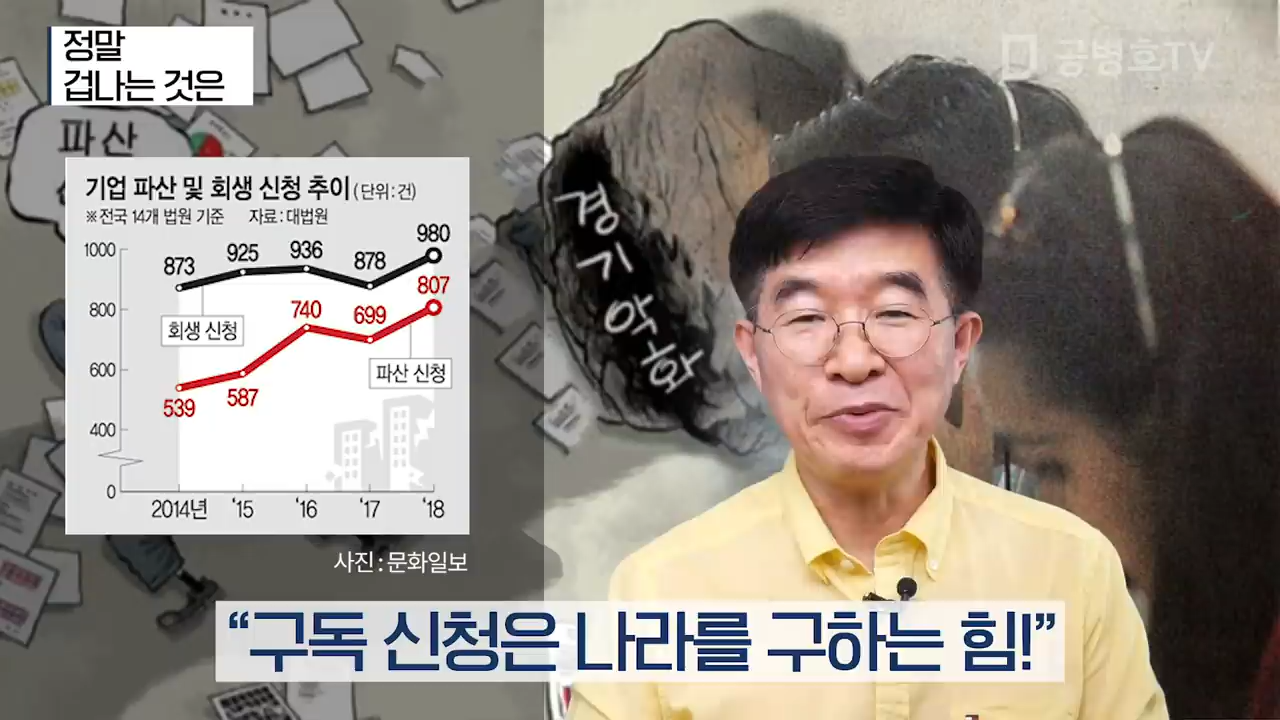 정말
겁나는 것은
공병호TV
파산
기업 파산 및 회생 신청 추이 (단위:건)
※전국 14개 법원 기준 자료:대법원
1000
800
600
400
0
873
925
936
878
980
회생 신청
539
587
740
699
807
파산 신청
2014년 '15 '16 '17 '18
경기악화
사진 : 문화일보
“구독 신청은 나라를 구하는 힘!”